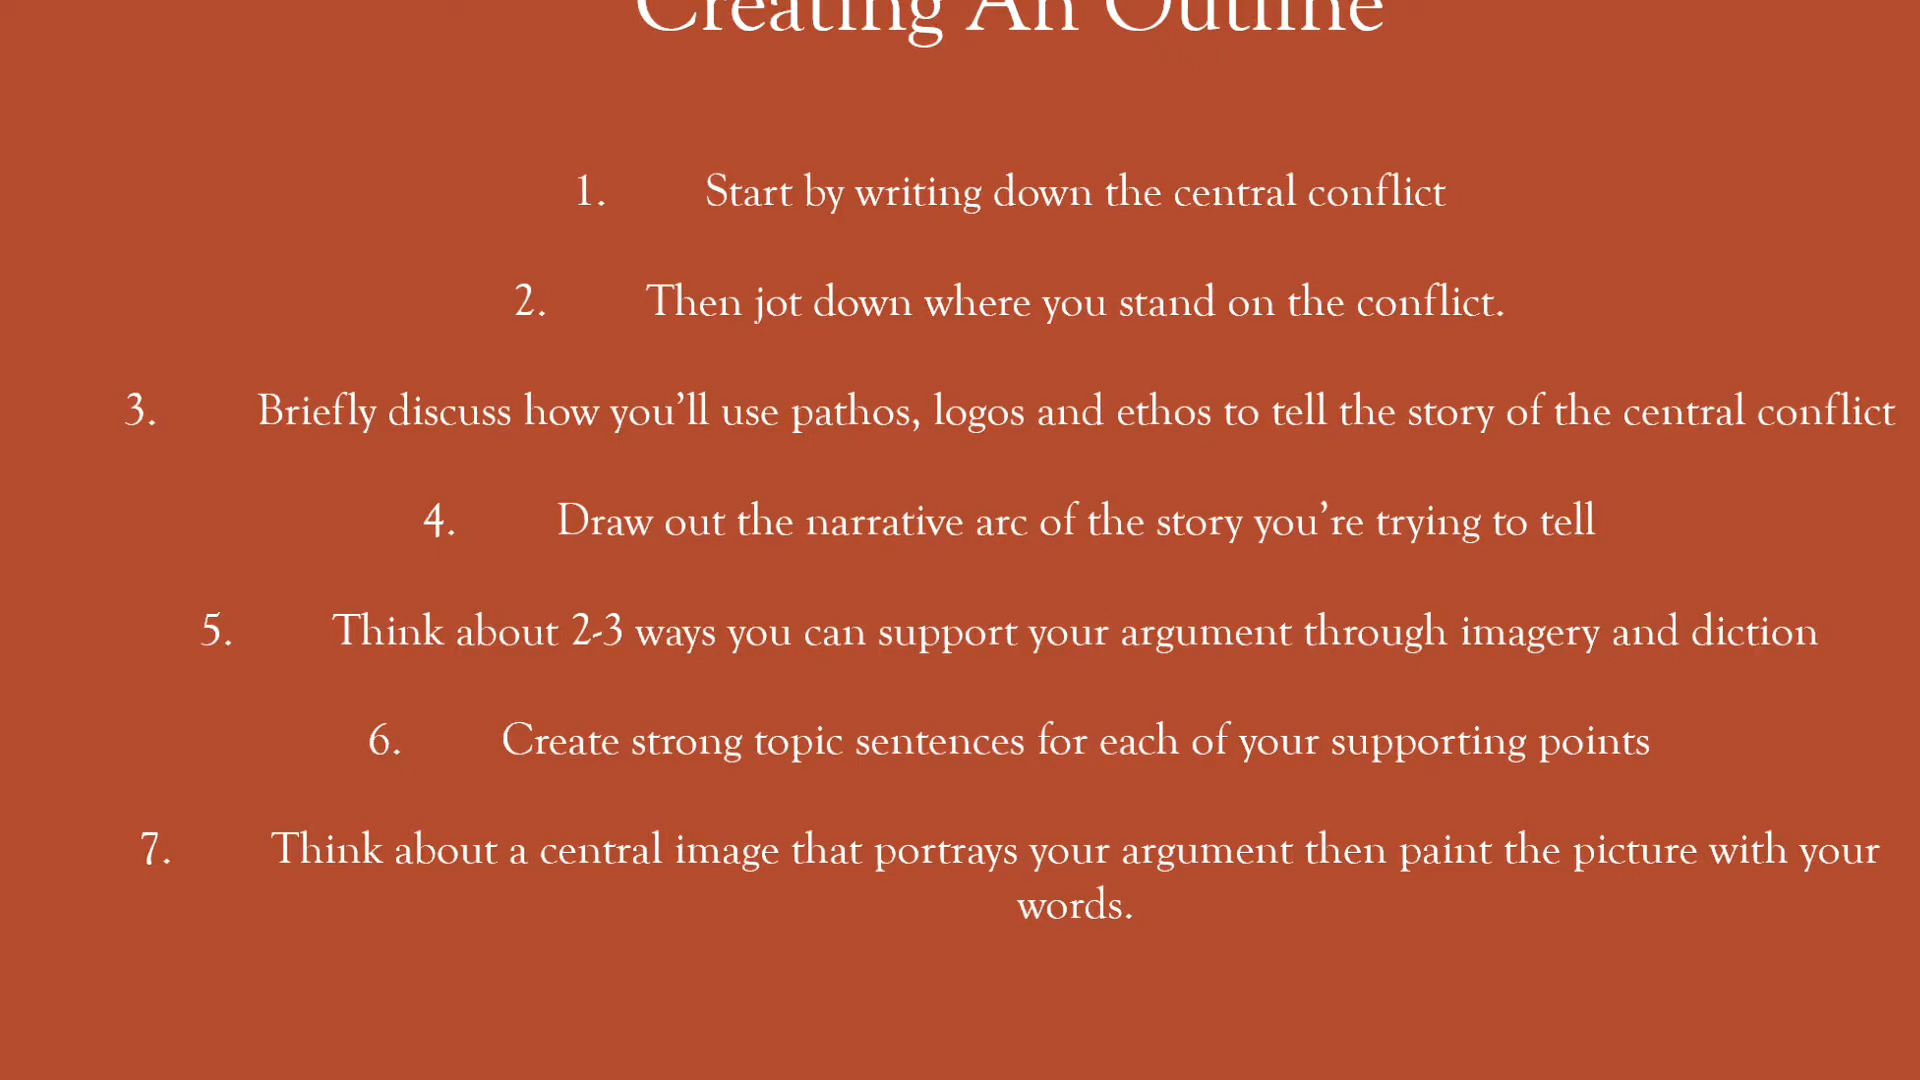 Creating An Outline
1. Start by writing down the central conflict
2. Then jot down where you stand on the conflict.
3. Briefly discuss how you’ll use pathos, logos and ethos to tell the story of the central conflict
4. Draw out the narrative arc of the story you’re trying to tell
5. Think about 2-3 ways you can support your argument through imagery and diction
6. Create strong topic sentences for each of your supporting points
7. Think about a central image that portrays your argument then paint the picture with your
words.